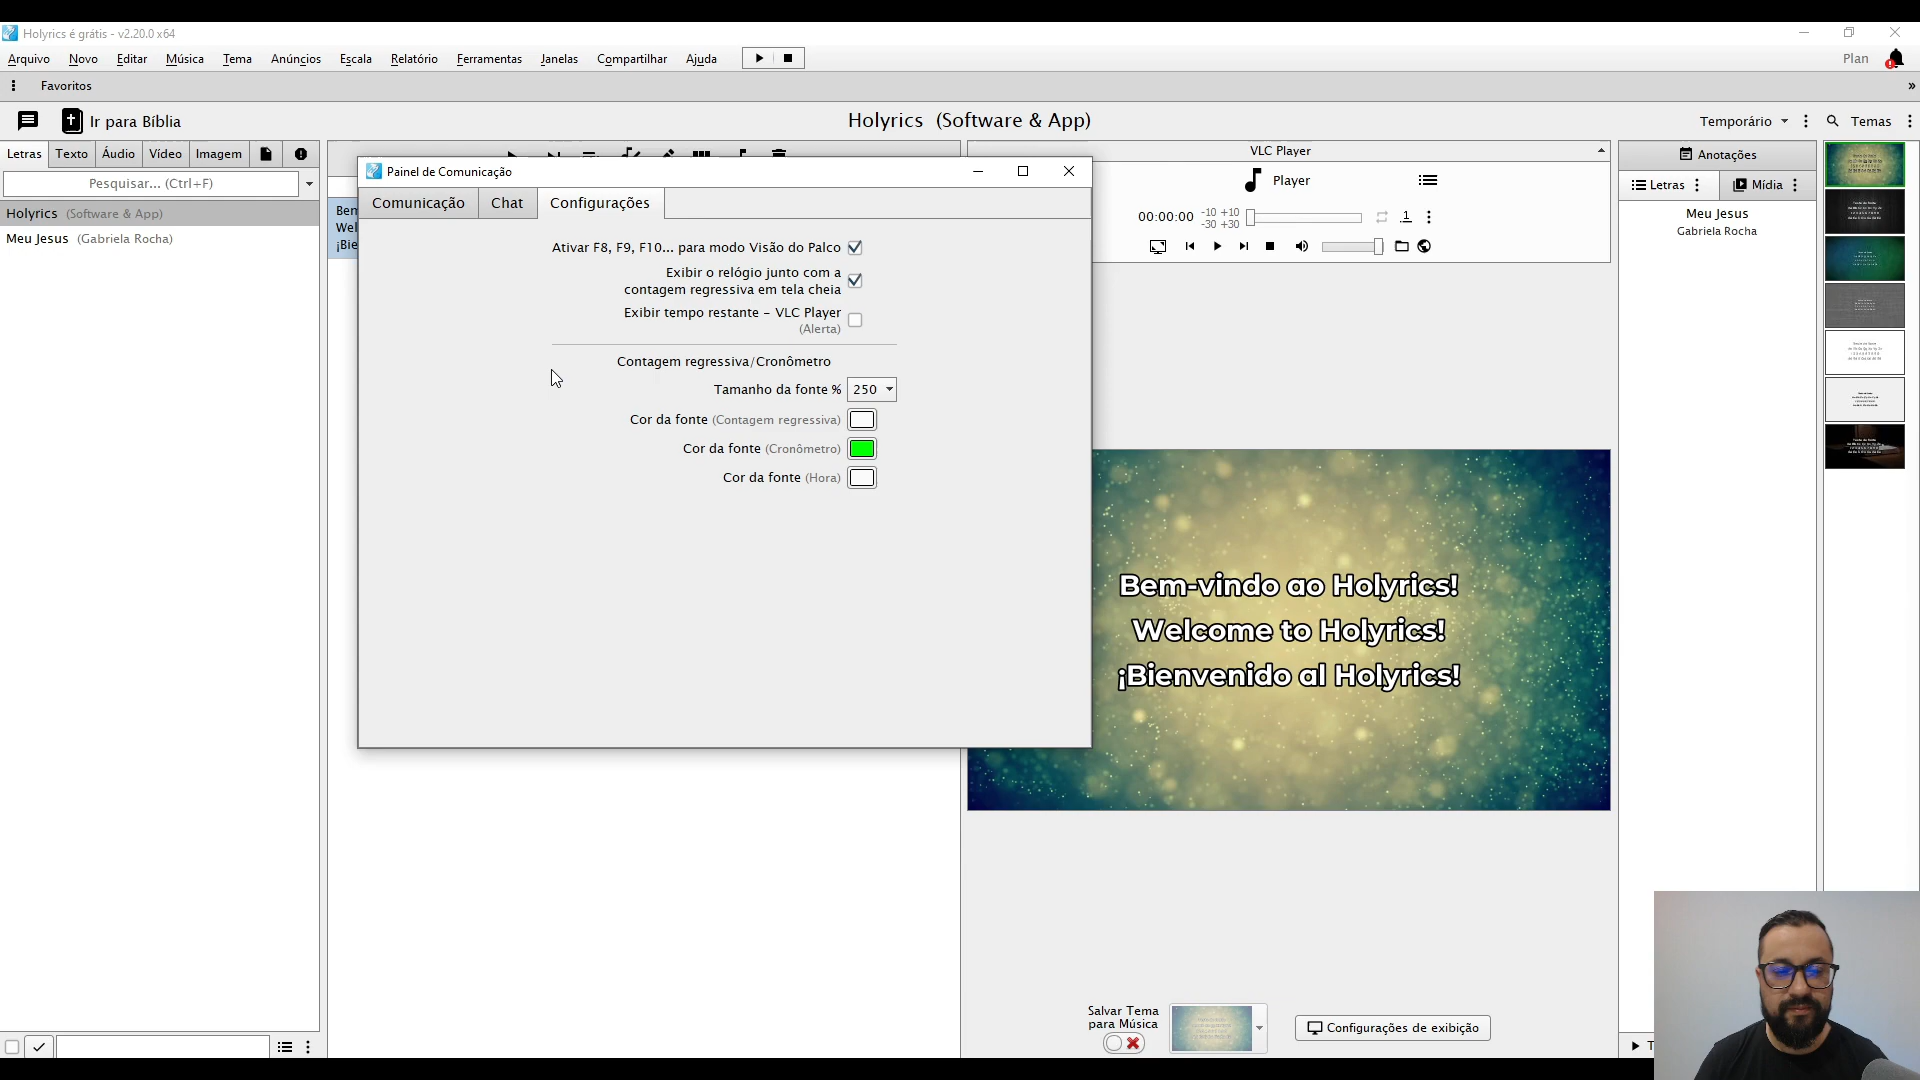 Holyrics é grátis - v2.20.0 x64
Arquivo Novo Editar Música Tema Anúncios Escala Relatório Ferramentas Janelas Compartilhar Ajuda
Plan
Favoritos
Ir para Bíblia
Holyrics (Software & App)
Temporário
Temas
Letras Texto Áudio Vídeo Imagem
Pesquisar... (Ctrl+F)
Holyrics (Software & App)
Meu Jesus (Gabriela Rocha)
Ben
Wel
¡Bie
Painel de Comunicação
Comunicação Chat Configurações
Ativar F8, F9, F10... para modo Visão do Palco
Exibir o relógio junto com a
contagem regressiva em tela cheia
Exibir tempo restante - VLC Player
(Alerta)
Contagem regressiva/Cronômetro
Tamanho da fonte % 250
Cor da fonte (Contagem regressiva)
Cor da fonte (Cronômetro)
Cor da fonte (Hora)
VLC Player
Player
00:00:00 -10 +10
-30 +30
1
Bem-vindo ao Holyrics!
Welcome to Holyrics!
¡Bienvenido al Holyrics!
Salvar Tema
para Música
Configurações de exibição
Anotações
Letras Mídia
Meu Jesus
Gabriela Rocha
T